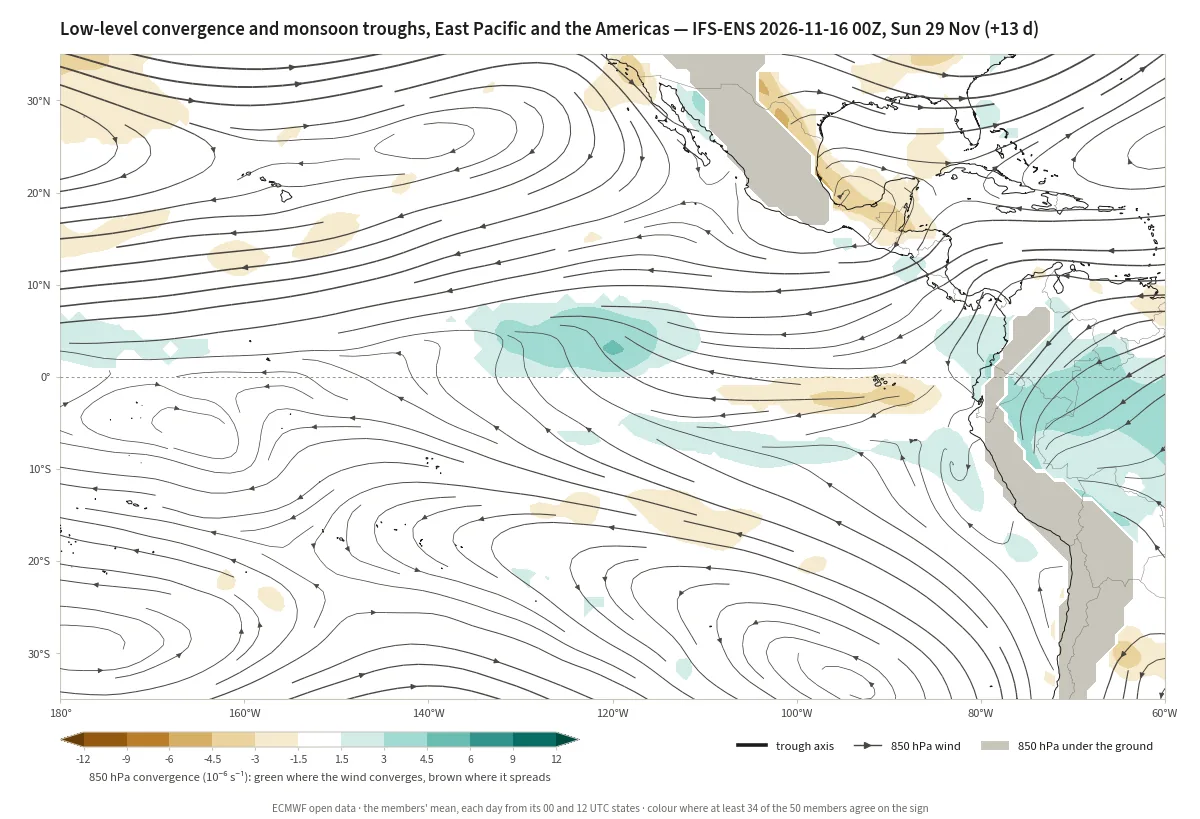 Low-level convergence and monsoon troughs, East Pacific and the Americas — IFS-ENS 2026-11-16 00Z, Sun 29 Nov (+13 d)
30°N
20°N
10°N
0°
10°S
20°S
30°S
180° 160°W 140°W 120°W 100°W 80°W 60°W
-12 -9 -6 -4.5 -3 -1.5 1.5 3 4.5 6 9 12
850 hPa convergence (10⁻⁶ s⁻¹): green where the wind converges, brown where it spreads
trough axis 850 hPa wind 850 hPa under the ground
ECMWF open data · the members' mean, each day from its 00 and 12 UTC states · colour where at least 34 of the 50 members agree on the sign